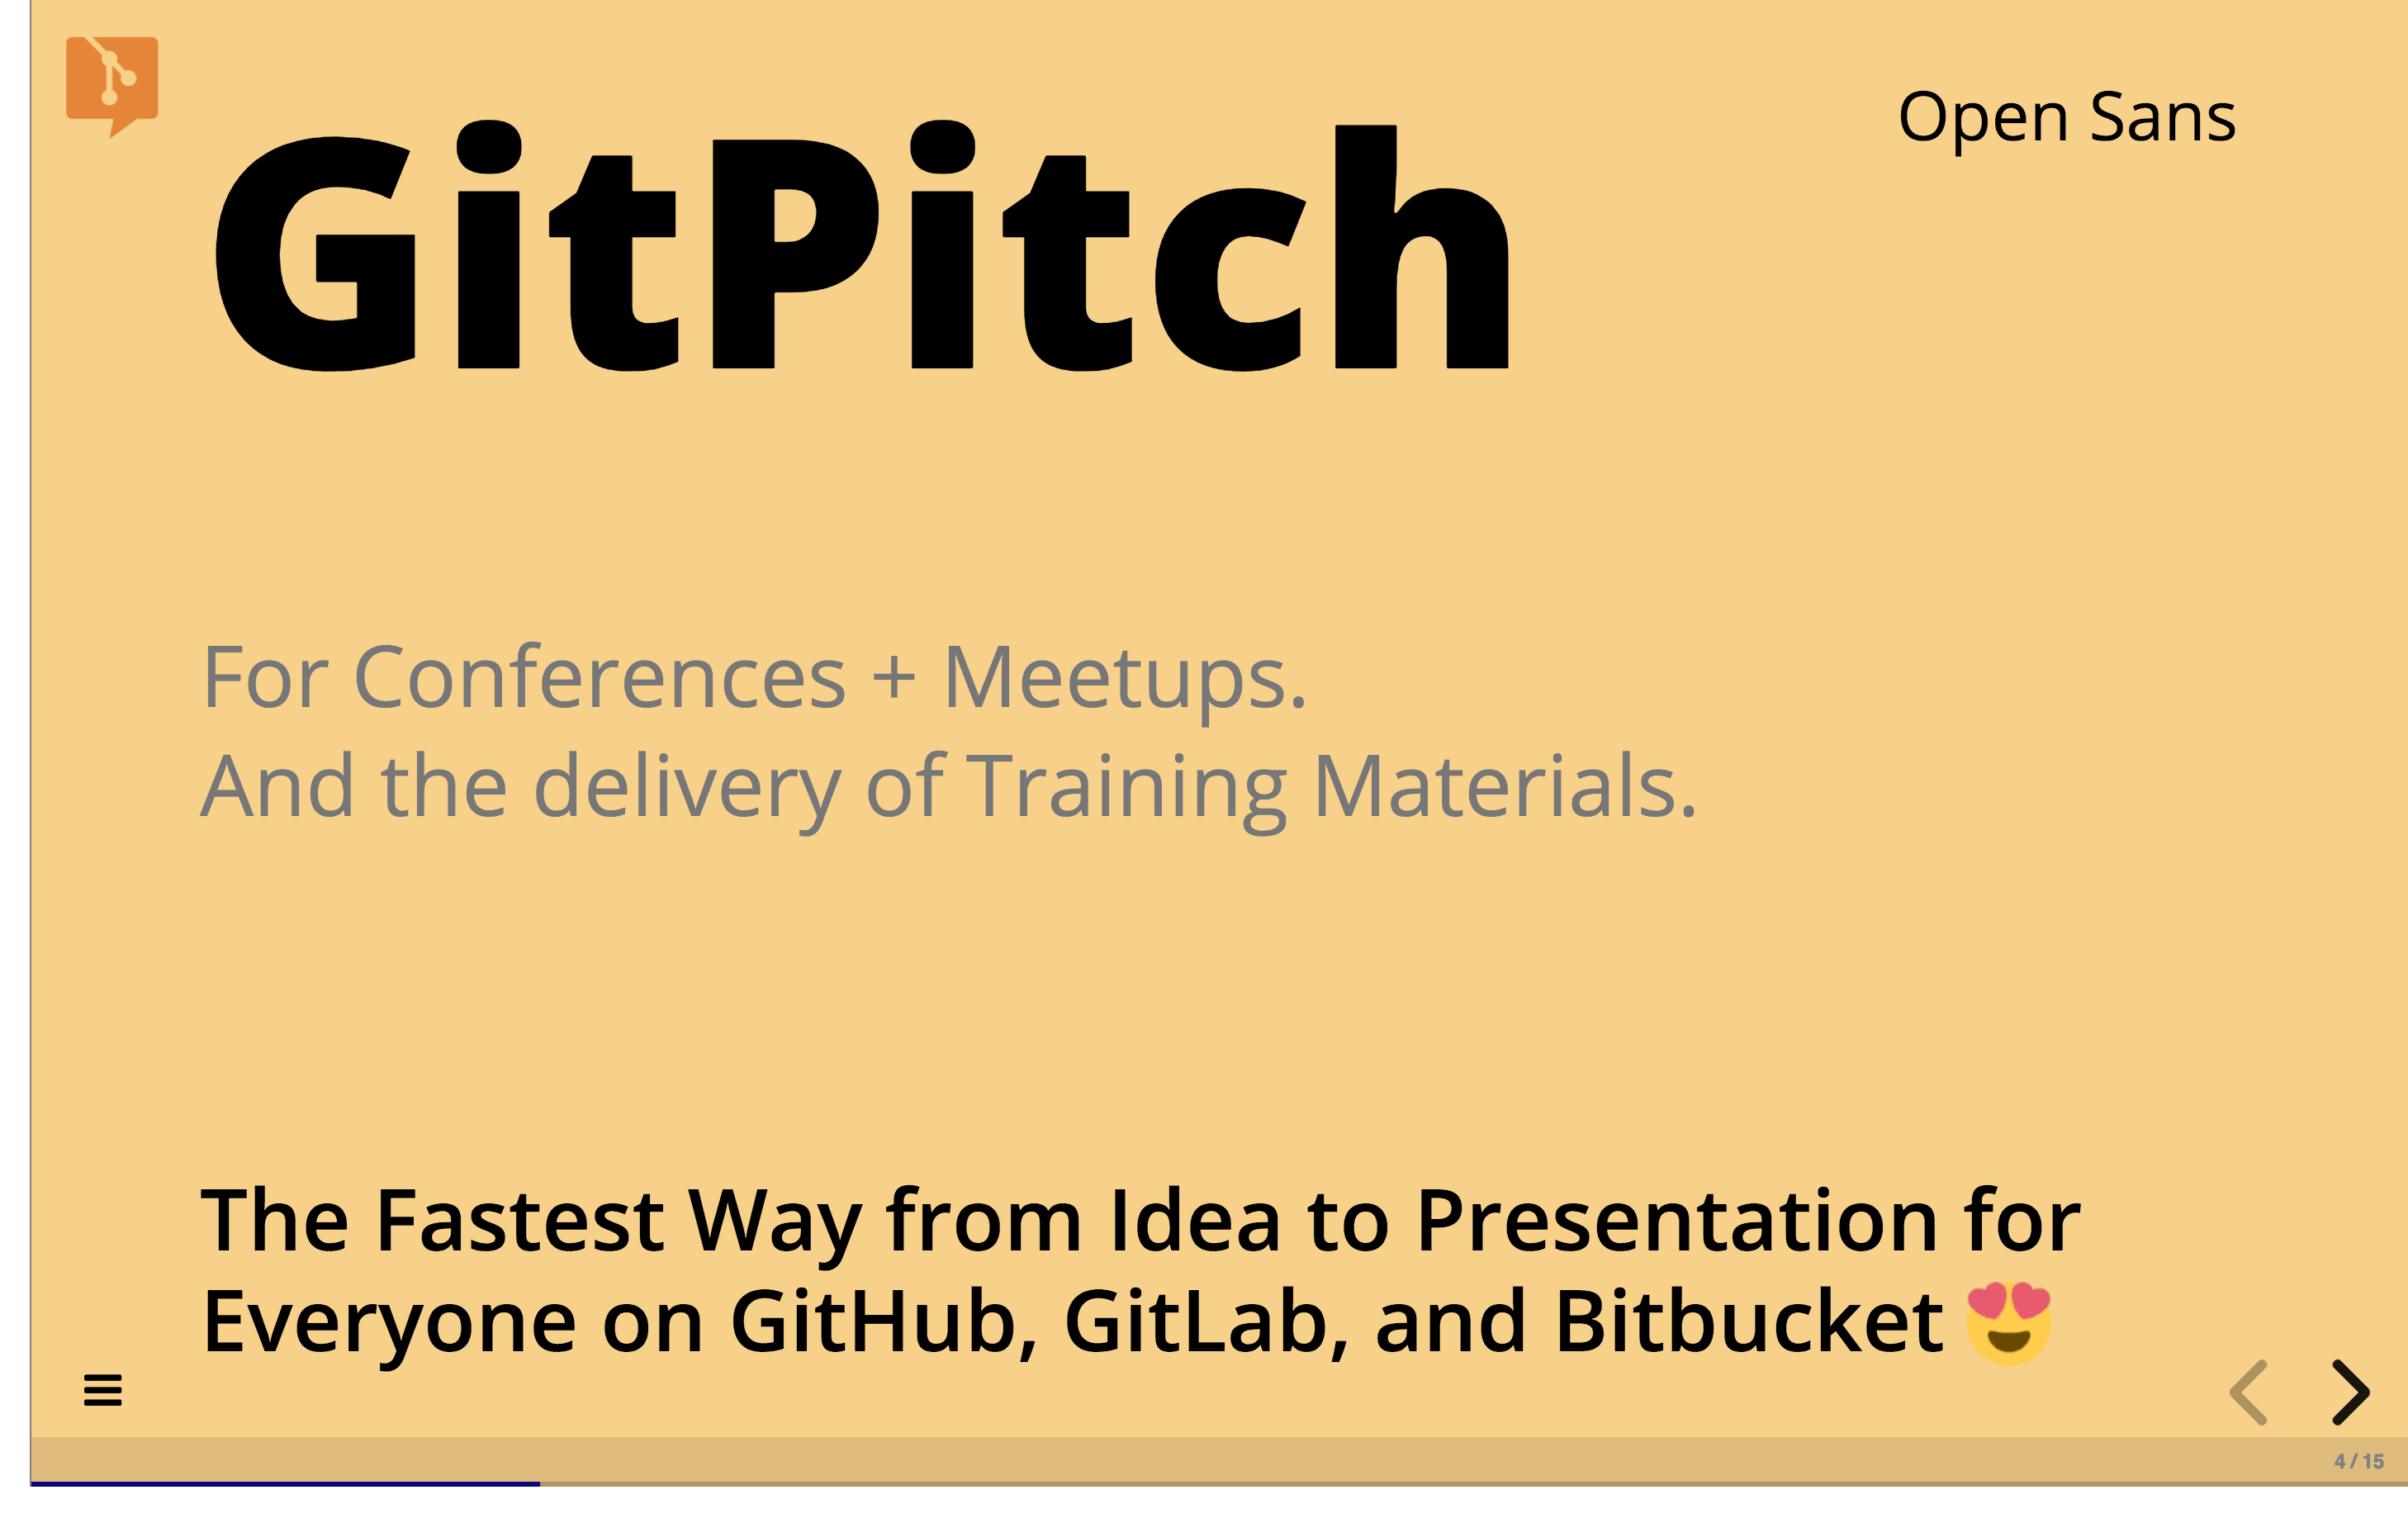 Open Sans
GitPitch
For Conferences + Meetups.
And the delivery of Training Materials.
The Fastest Way from Idea to Presentation for
Everyone on GitHub, GitLab, and Bitbucket 😍
4 / 15